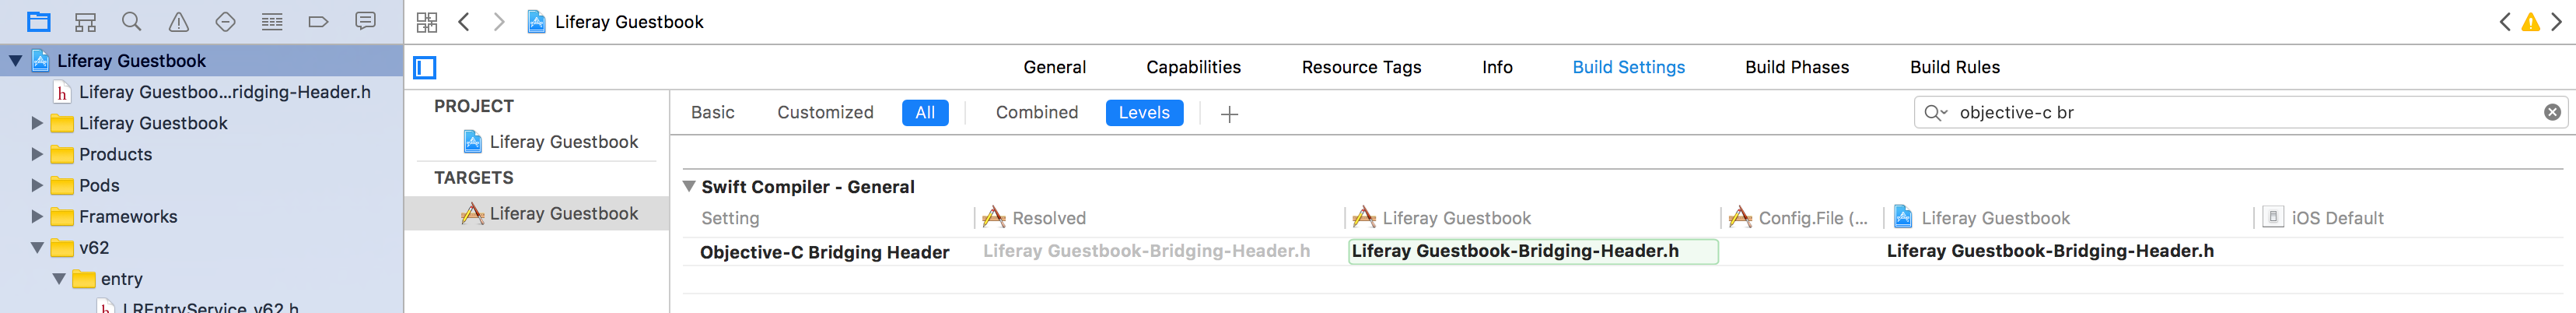 Liferay Guestbook
Liferay Guestboo...ridging-Header.h
Liferay Guestbook
Products
Pods
Frameworks
v62
entry
LREntryService_v62.h
Liferay Guestbook
General Capabilities Resource Tags Info Build Settings Build Phases Build Rules
PROJECT
Liferay Guestbook
TARGETS
Liferay Guestbook
Basic Customized All Combined Levels + objective-c br
Swift Compiler - General
Setting Resolved Liferay Guestbook Config.File (... Liferay Guestbook iOS Default
Objective-C Bridging Header Liferay Guestbook-Bridging-Header.h Liferay Guestbook-Bridging-Header.h Liferay Guestbook-Bridging-Header.h